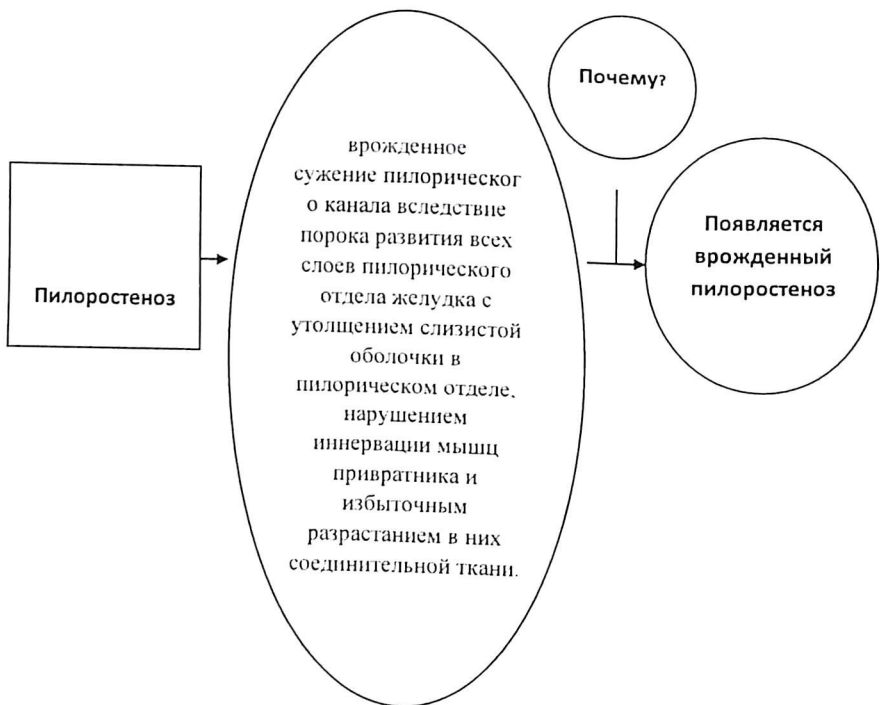 Пилоростеноз
врожденное
сужение пилорическог
о канала вследствие
порока развития всех
слоев пилорического
отдела желудка с
утолщением слизистой
оболочки в
пилорическом отделе,
нарушением
иннервации мышц
привратника и
избыточным
разрастанием в них
соединительной ткани.
Почему?
Появляется
врожденный
пилоростеноз